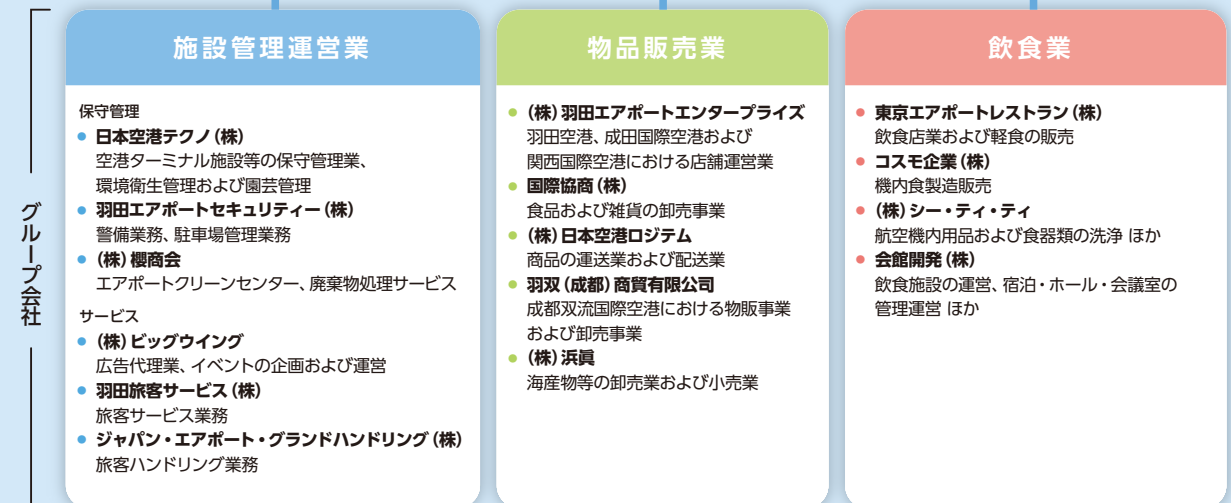 グループ会社
施設管理運営業
保守管理
● 日本空港テクノ(株)
空港ターミナル施設等の保守管理業、
環境衛生管理および園芸管理
● 羽田エアポートセキュリティー(株)
警備業務、駐車場管理業務
● (株)櫻商会
エアポートクリーンセンター、廃棄物処理サービス
サービス
● (株)ビッグウイング
広告代理業、イベントの企画および運営
● 羽田旅客サービス(株)
旅客サービス業務
● ジャパン・エアポート・グランドハンドリング(株)
旅客ハンドリング業務
物品販売業
● (株)羽田エアポートエンタープライズ
羽田空港、成田国際空港および
関西国際空港における店舗運営業
● 国際協商(株)
食品および雑貨の卸売事業
● (株)日本空港ロジテム
商品の運送業および配送業
● 羽双(成都)商貿有限公司
成都双流国際空港における物販事業
および卸売事業
● (株)浜眞
海産物等の卸売業および小売業
飲食業
● 東京エアポートレストラン(株)
飲食店業および軽食の販売
● コスモ企業(株)
機内食製造販売
● (株)シー・ティ・ティ
航空機内用品および食器類の洗浄 ほか
● 会館開発(株)
飲食施設の運営、宿泊・ホール・会議室の
管理運営 ほか